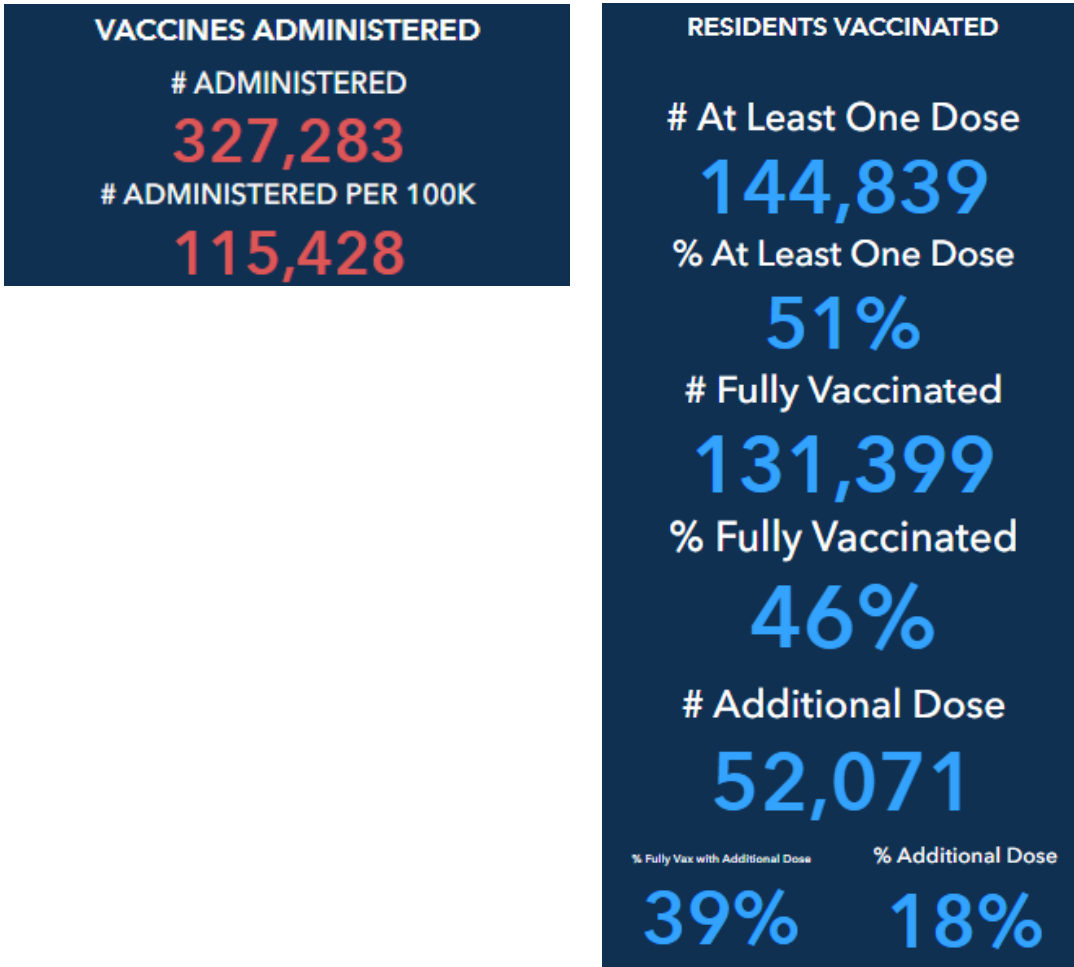 VACCINES ADMINISTERED
# ADMINISTERED
327,283
# ADMINISTERED PER 100K
115,428
RESIDENTS VACCINATED
# At Least One Dose
144,839
% At Least One Dose
51%
# Fully Vaccinated
131,399
% Fully Vaccinated
46%
# Additional Dose
52,071
% Fully Vax with Additional Dose
39%
% Additional Dose
18%